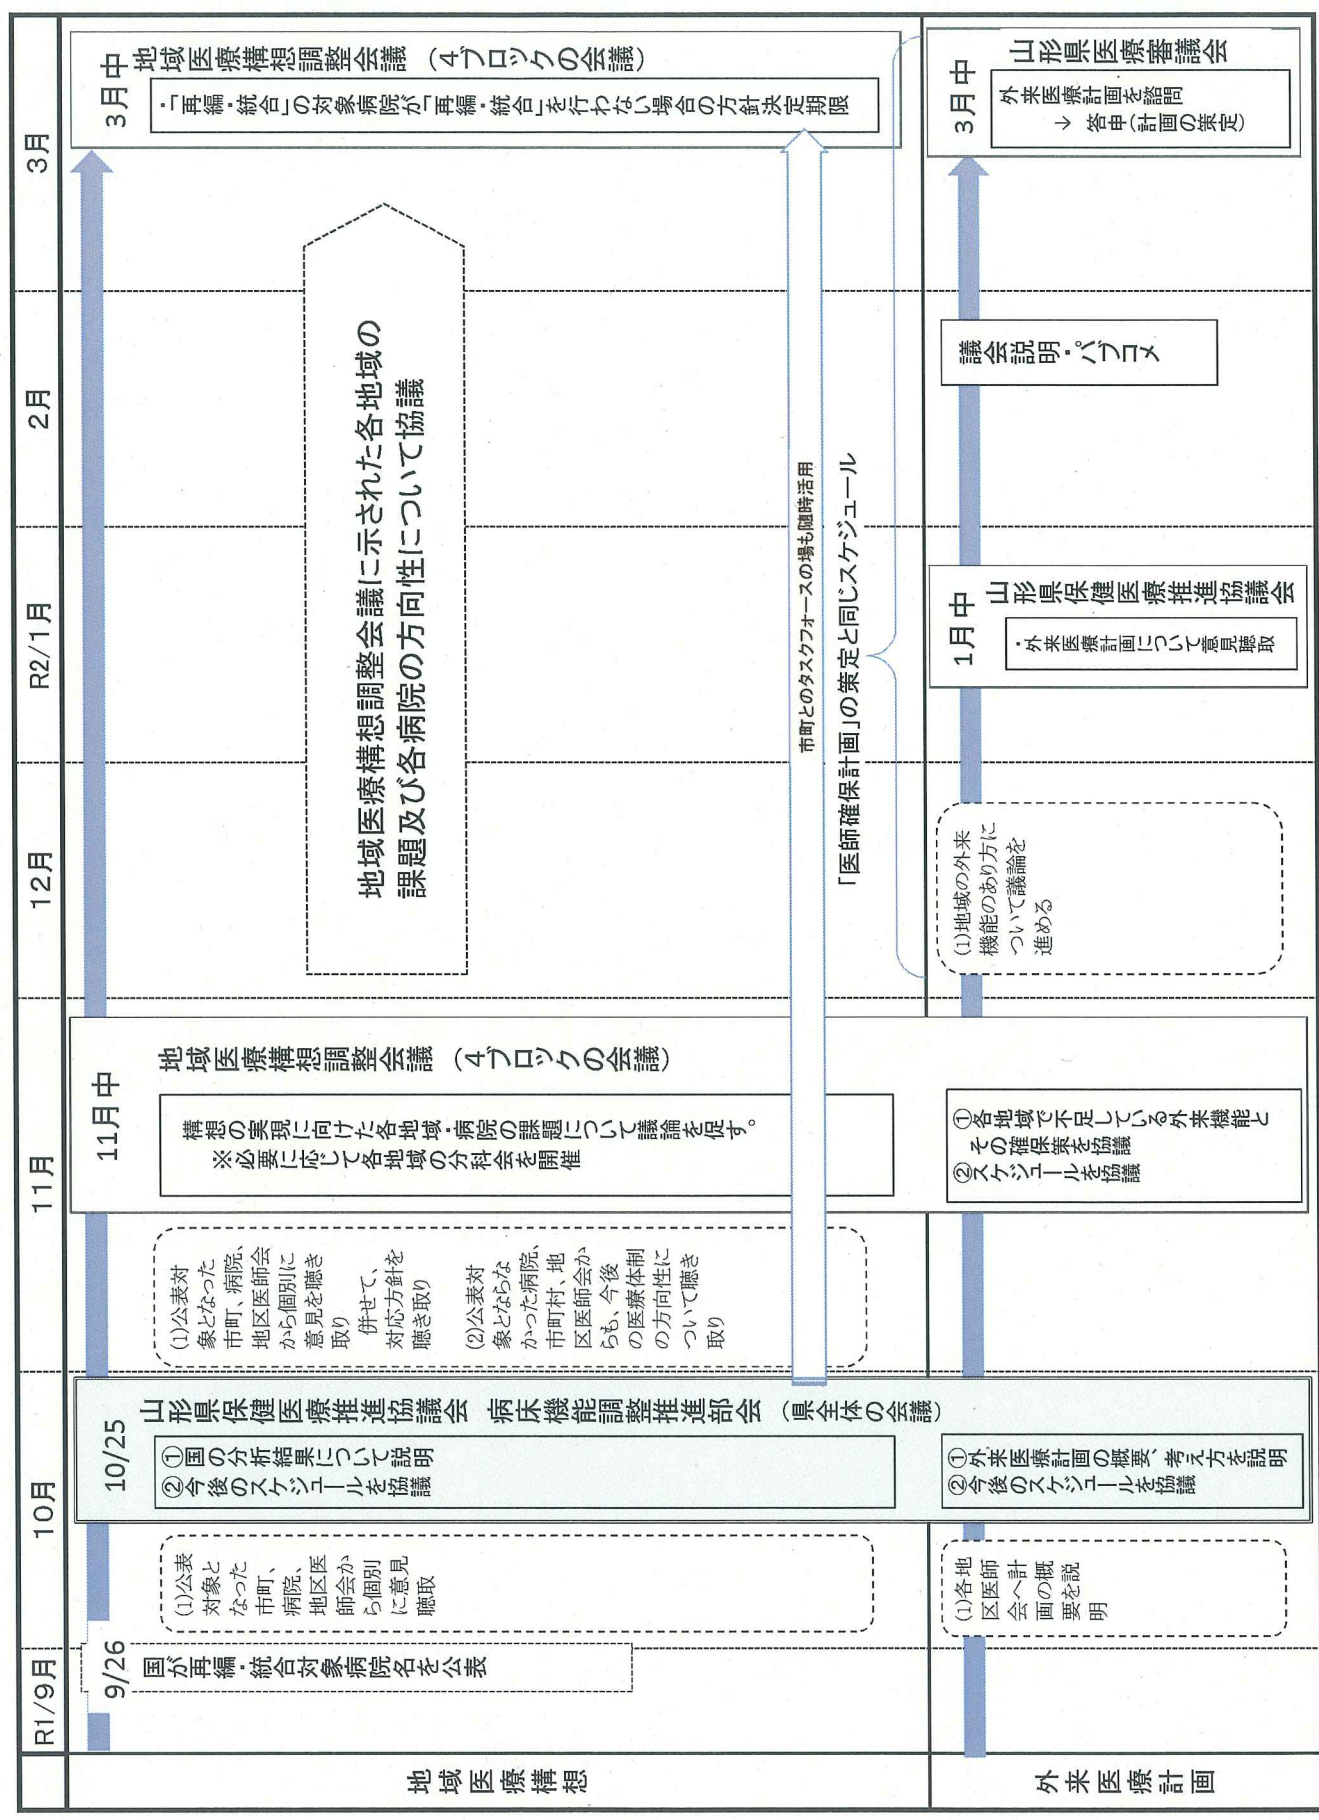 R1/9月
10月
11月
12月
R2/1月
2月
3月
地域医療構想
9/26
国が再編・統合対象病院名を公表
(1)公表
対象と
なった
市町、
病院、
地区医
師会か
ら個別
に意見
聴取
10/25
山形県保健医療推進協議会　病床機能調整推進部会　（県全体の会議）
①国の分析結果について説明
②今後のスケジュールを協議
(1)公表対
象となった
市町、病院、
地区医師会
から個別に
意見を聴き
取り
併せて、
対応方針を
聴き取り
(2)公表対
象とならな
かった病院、
市町村、地
区医師会か
らも、今後
の医療体制
の方向性に
ついて聴き
取り
11月中
地域医療構想調整会議　（4ブロックの会議）
構想の実現に向けた各地域・病院の課題について議論を促す。
※必要に応じて各地域の分科会を開催
地域医療構想調整会議に示された各地域の
課題及び各病院の方向性について協議
市町とのタスクフォースの場も随時活用
「医師確保計画」の策定と同じスケジュール
3月中
地域医療構想調整会議　（4ブロックの会議）
・「再編・統合」の対象病院が「再編・統合」を行わない場合の方針決定期限
外来医療計画
(1)各地
区医師
会へ計
画の概
要を説
明
①外来医療計画の概要、考え方を説明
②今後のスケジュールを協議
①各地域で不足している外来機能と
その確保策を協議
②スケジュールを協議
(1)地域の外来
機能のあり方に
ついて議論を
進める
1月中
山形県保健医療推進協議会
・外来医療計画について意見聴取
議会説明・パブコメ
3月中
山形県医療審議会
外来医療計画を諮問
↓ 答申（計画の策定）